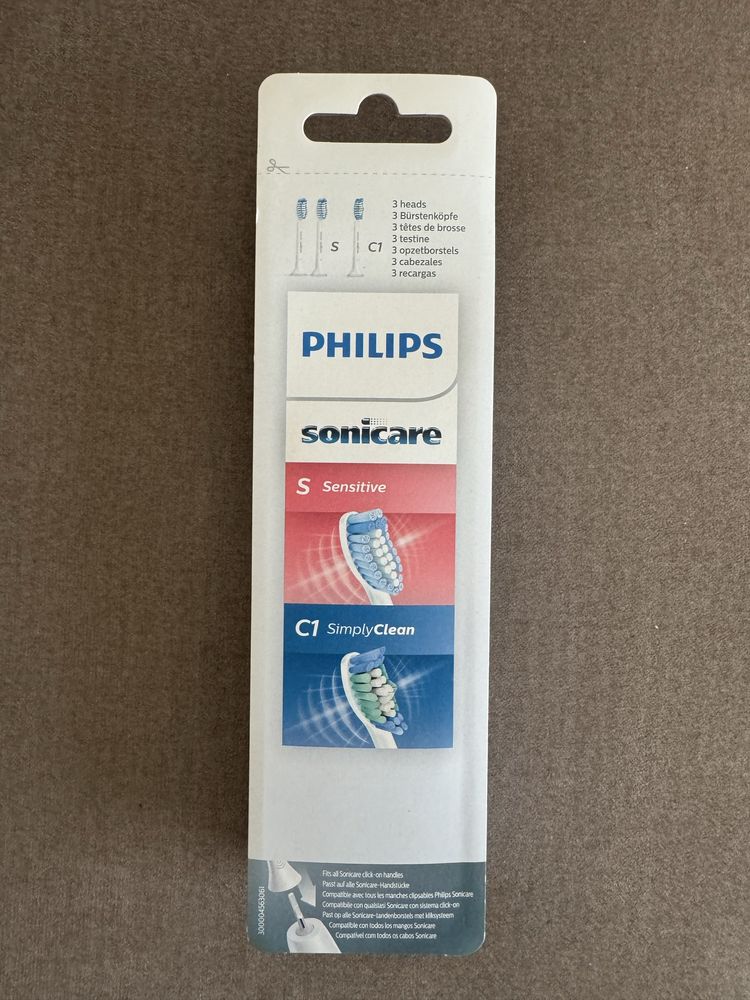 3 heads
3 Bürstenköpfe
3 têtes de brosse
S C1 3 testine
3 opzetborstels
3 cabezales
3 recargas
PHILIPS
sonicare
S Sensitive
C1 SimplyClean
Fits all Sonicare click-on handles
Passt auf alle Sonicare-Handstücke
Compatible avec tous les manches clipsables Philips Sonicare
Compatibile con qualsiasi Sonicare con sistema click-on
Past op alle Sonicare-tandenborstels met kliksysteem
Compatible con todos los mangos Sonicare
Compatível com todos os cabos Sonicare
300004563061